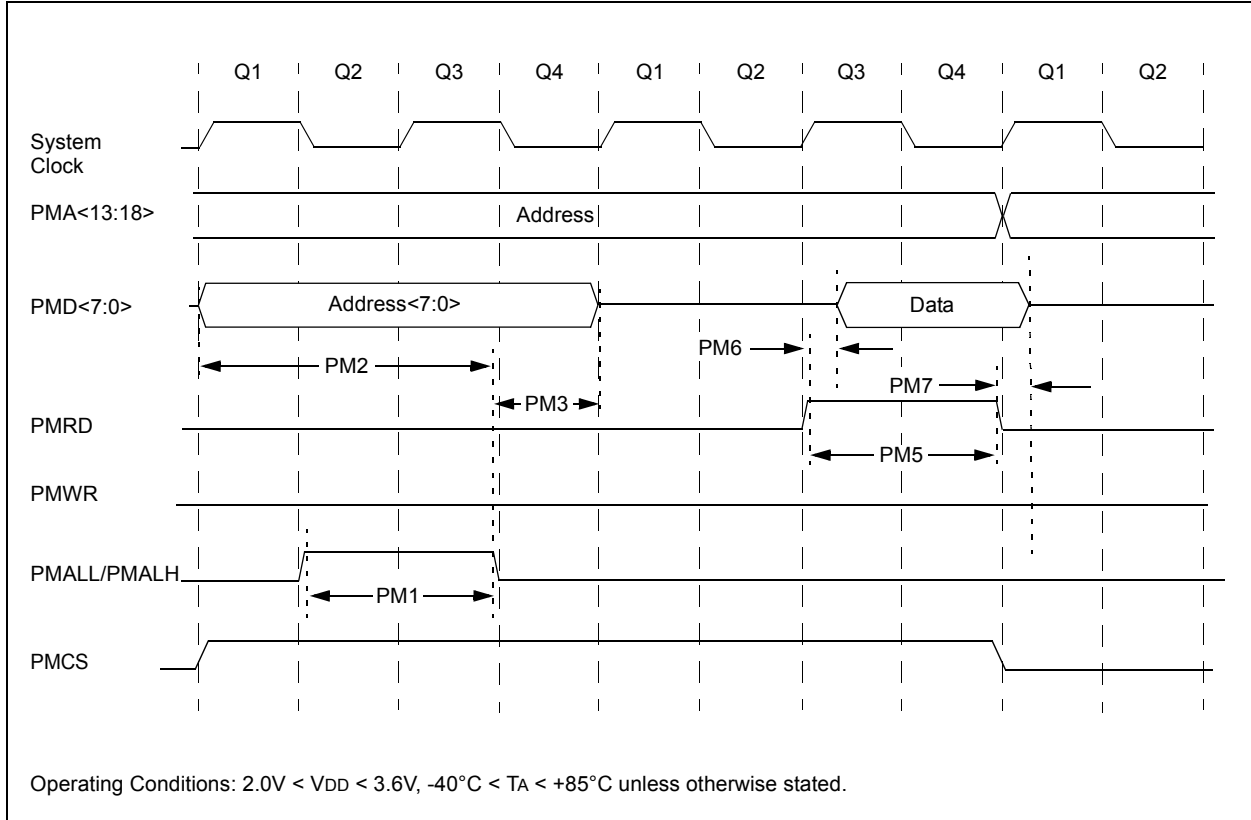 Q1 Q2 Q3 Q4 Q1 Q2 Q3 Q4 Q1 Q2
System
Clock
PMA<13:18>
Address
PMD<7:0>
Address<7:0>
Data
PM2
PM6
PM3
PM7
PMRD
PM5
PMWR
PMALL/PMALH
PM1
PMCS
Operating Conditions: 2.0V < VDD < 3.6V, -40°C < TA < +85°C unless otherwise stated.